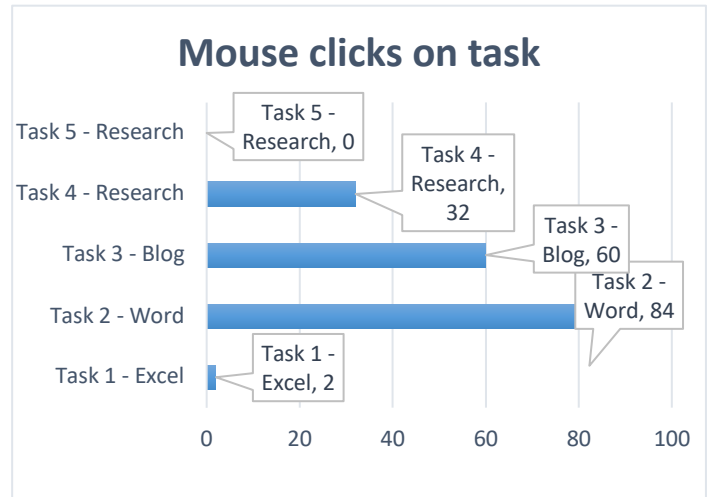 Mouse clicks on task
Task 5 - Research
Task 5 -
Research, 0
Task 4 - Research
Task 4 -
Research,
32
Task 3 - Blog
Task 3 -
Blog, 60
Task 2 - Word
Task 2 -
Word, 84
Task 1 - Excel
Task 1 -
Excel, 2
0 20 40 60 80 100